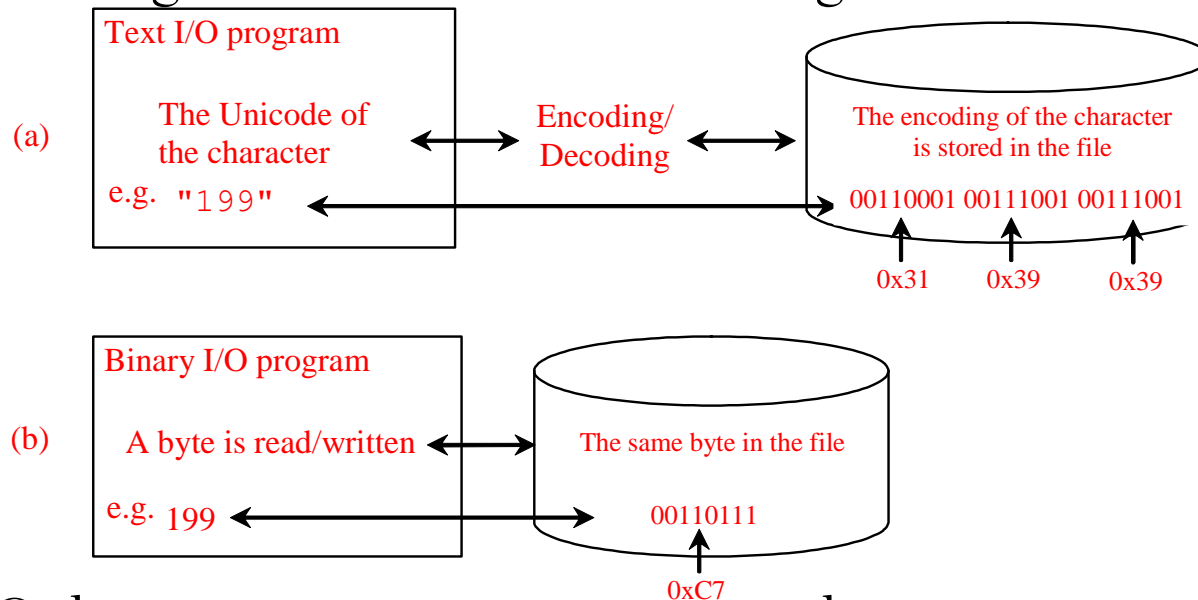 Text I/O program
The Unicode of
the character
e.g. "199"
(a)
Encoding/
Decoding
The encoding of the character
is stored in the file
00110001 00111001 00111001
0x31 0x39 0x39
Binary I/O program
(b)
A byte is read/written
e.g. 199
The same byte in the file
00110111
0xC7